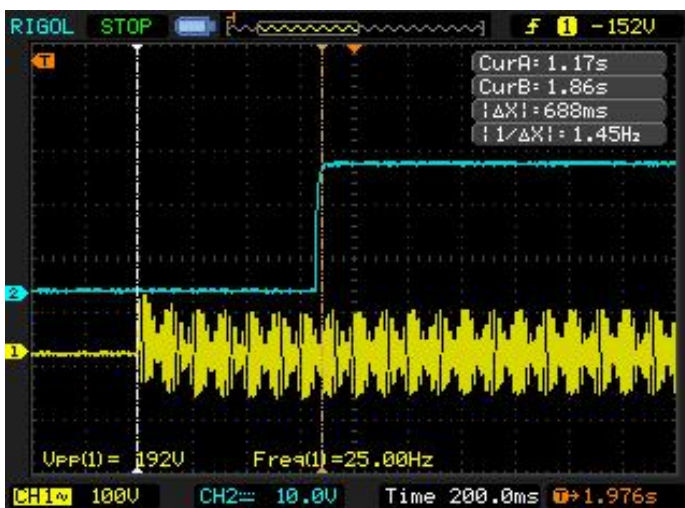 RIGOL STOP T 1 -152V
T
CurA: 1.17s
CurB: 1.86s
|ΔX|: 688ms
|1/ΔX|: 1.45Hz
2
1
Vpp(1)= 192V Freq(1)=25.00Hz
CH1~ 100V CH2⎓ 10.0V Time 200.0ms T→1.976s